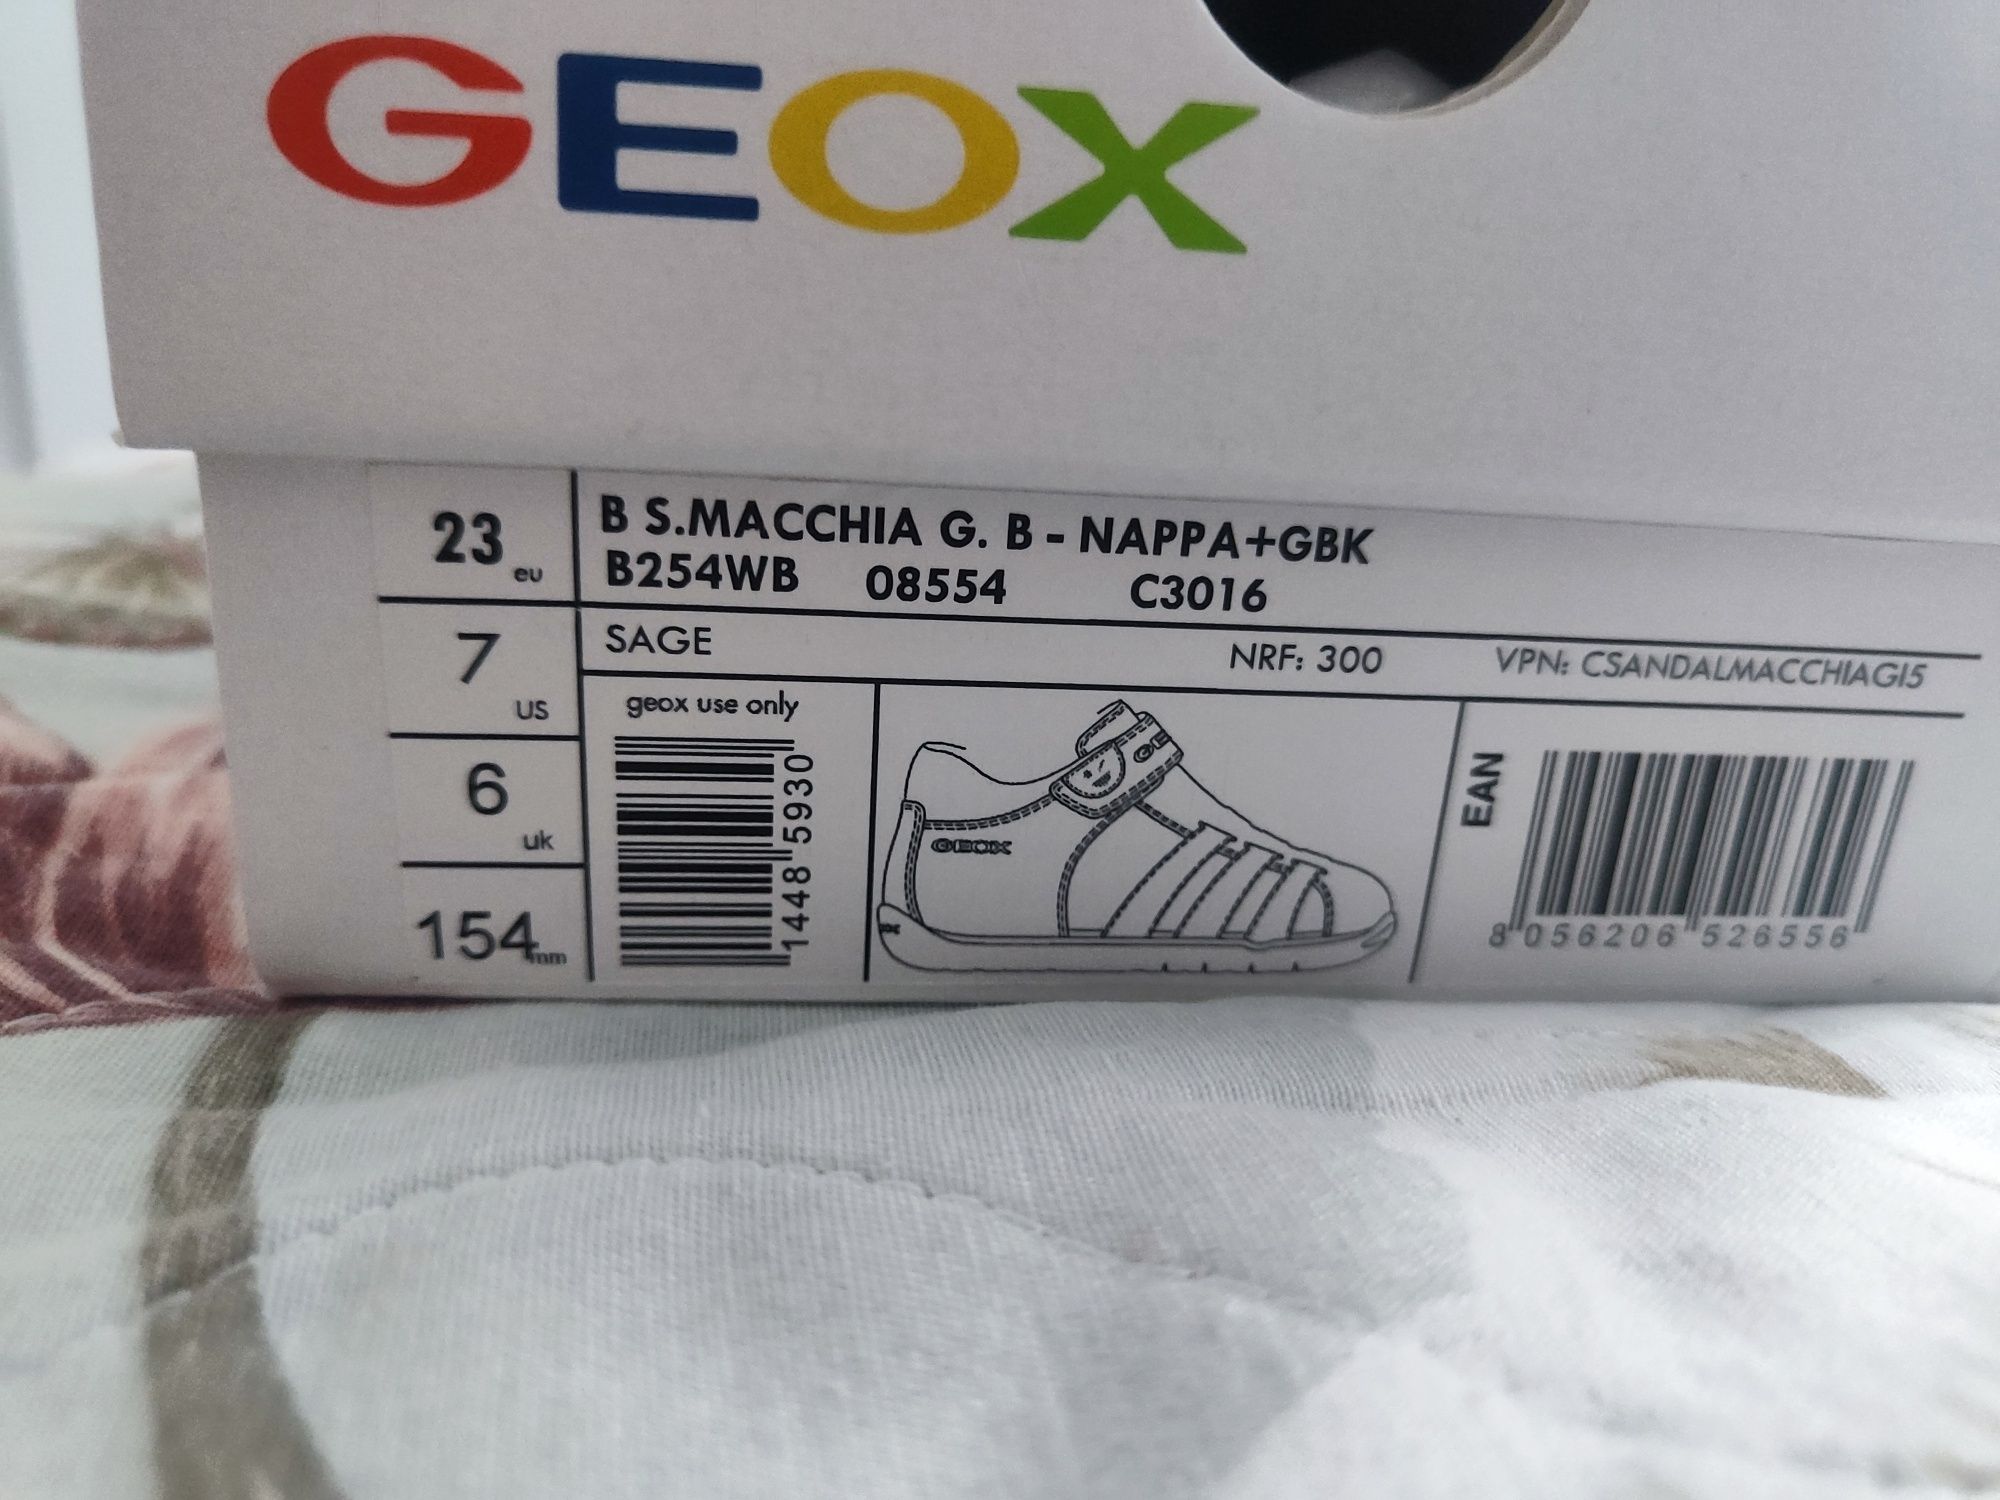 GEOX
23 eu
B S.MACCHIA G. B - NAPPA+GBK
B254WB 08554 C3016
7 US
SAGE NRF: 300 VPN: CSANDALMACCHIAGI5
6 uk
154 mm
geox use only
1448 5930
GE
GEOX
EAN
8 056206 526556